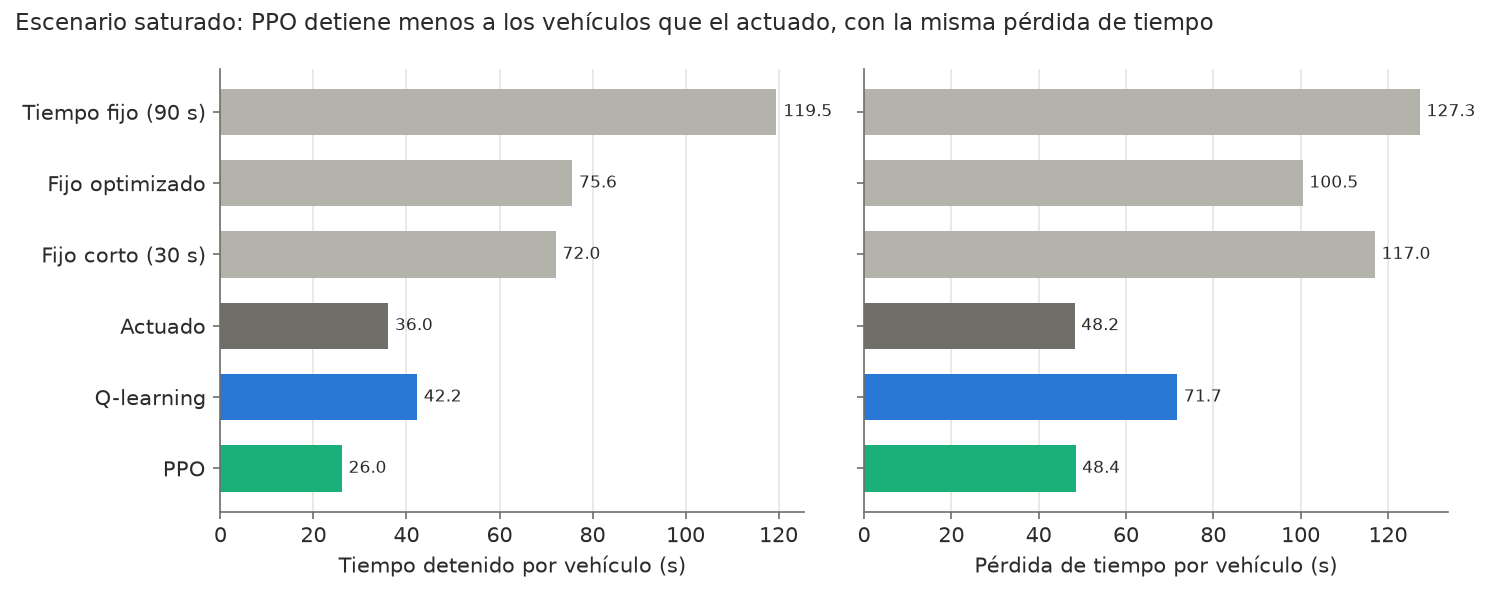 Escenario saturado: PPO detiene menos a los vehículos que el actuado, con la misma pérdida de tiempo
Tiempo fijo (90 s)
119.5
127.3
Fijo optimizado
75.6
100.5
Fijo corto (30 s)
72.0
117.0
Actuado
36.0
48.2
Q-learning
42.2
71.7
PPO
26.0
48.4
0 20 40 60 80 100 120
0 20 40 60 80 100 120
Tiempo detenido por vehículo (s)
Pérdida de tiempo por vehículo (s)